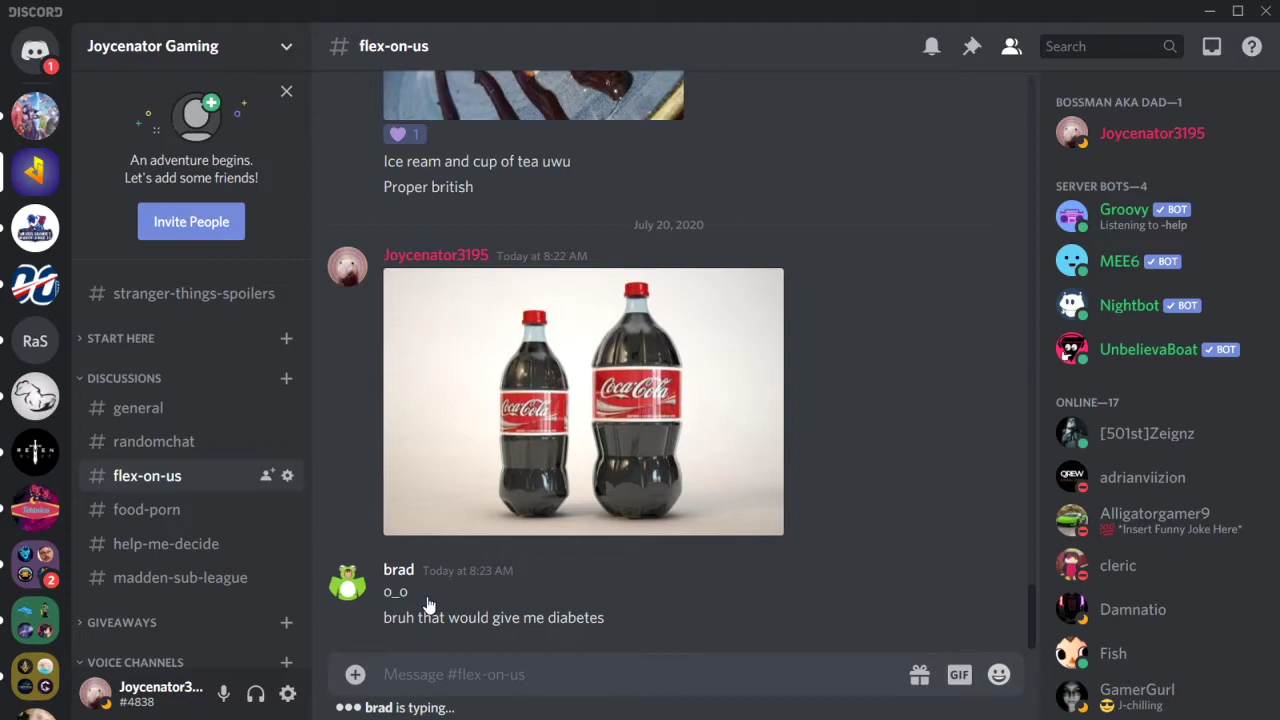 DISCORD
1
Joycenator Gaming
# flex-on-us
Search
An adventure begins.
Let's add some friends!
Invite People
# stranger-things-spoilers
START HERE
DISCUSSIONS
# general
# randomchat
# flex-on-us
# food-porn
# help-me-decide
# madden-sub-league
GIVEAWAYS
VOICE CHANNELS
Joycenator3...
#4838
RaS
2
1
Ice ream and cup of tea uwu
Proper british
July 20, 2020
Joycenator3195 Today at 8:22 AM
Coca-Cola
Coca-Cola
brad Today at 8:23 AM
o_o
bruh that would give me diabetes
Message #flex-on-us
GIF
brad is typing...
BOSSMAN AKA DAD—1
Joycenator3195
SERVER BOTS—4
Groovy BOT
Listening to -help
MEE6 BOT
Nightbot BOT
UnbelievaBoat BOT
ONLINE—17
[501st]Zeignz
QREW
adrianviizion
Alligatorgamer9
*Insert Funny Joke Here*
cleric
Damnatio
Fish
GamerGurl
J-chilling